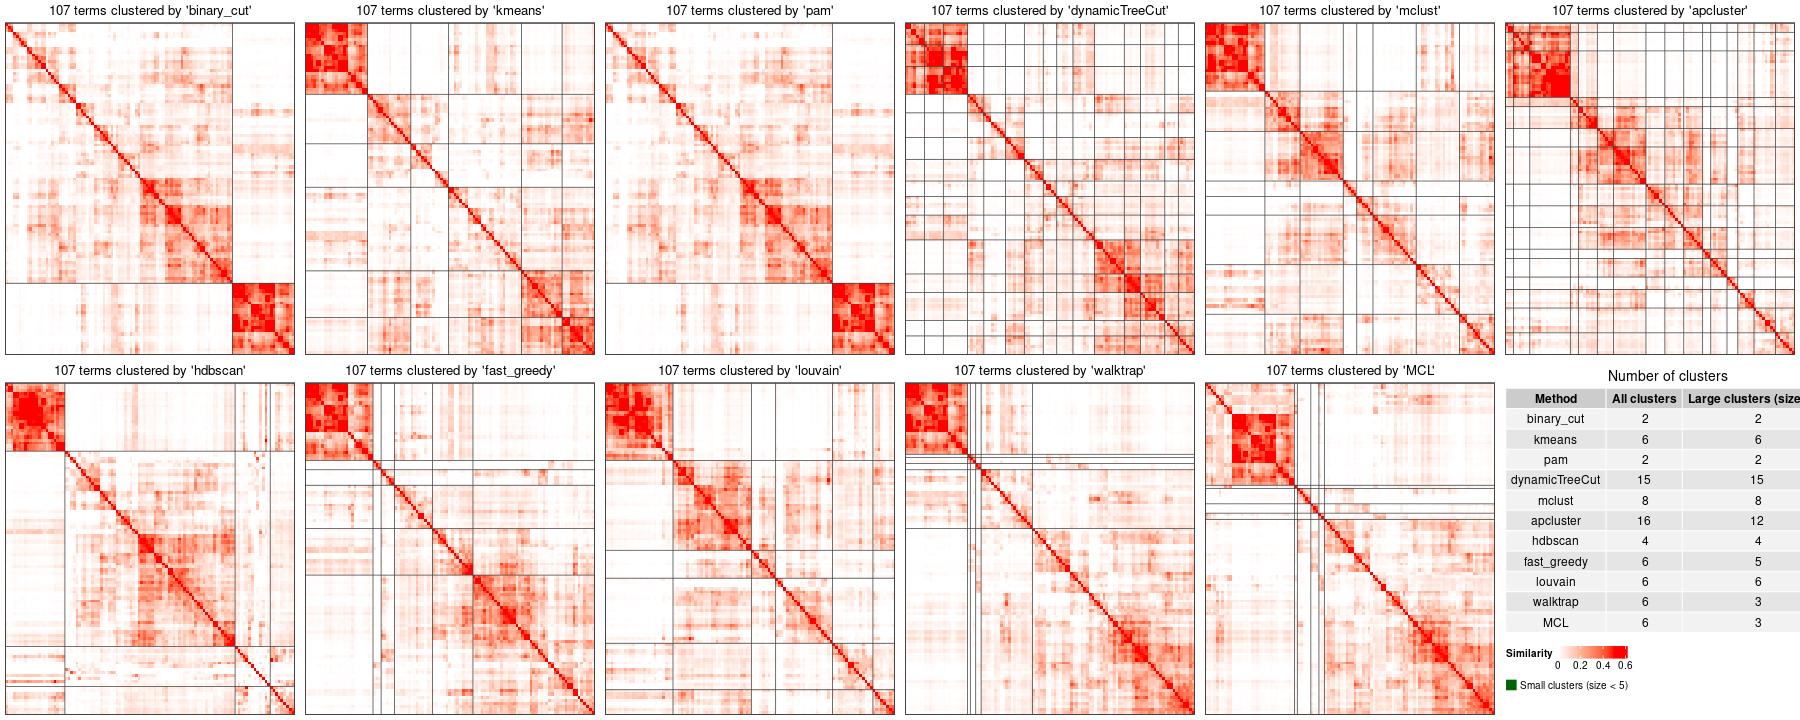 107 terms clustered by 'binary_cut'
107 terms clustered by 'kmeans'
107 terms clustered by 'pam'
107 terms clustered by 'dynamicTreeCut'
107 terms clustered by 'mclust'
107 terms clustered by 'apcluster'
107 terms clustered by 'hdbscan'
107 terms clustered by 'fast_greedy'
107 terms clustered by 'louvain'
107 terms clustered by 'walktrap'
107 terms clustered by 'MCL'
Number of clusters
Method All clusters Large clusters (size
binary_cut 2 2
kmeans 6 6
pam 2 2
dynamicTreeCut 15 15
mclust 8 8
apcluster 16 12
hdbscan 4 4
fast_greedy 6 5
louvain 6 6
walktrap 6 3
MCL 6 3
Similarity
0 0.2 0.4 0.6
Small clusters (size < 5)